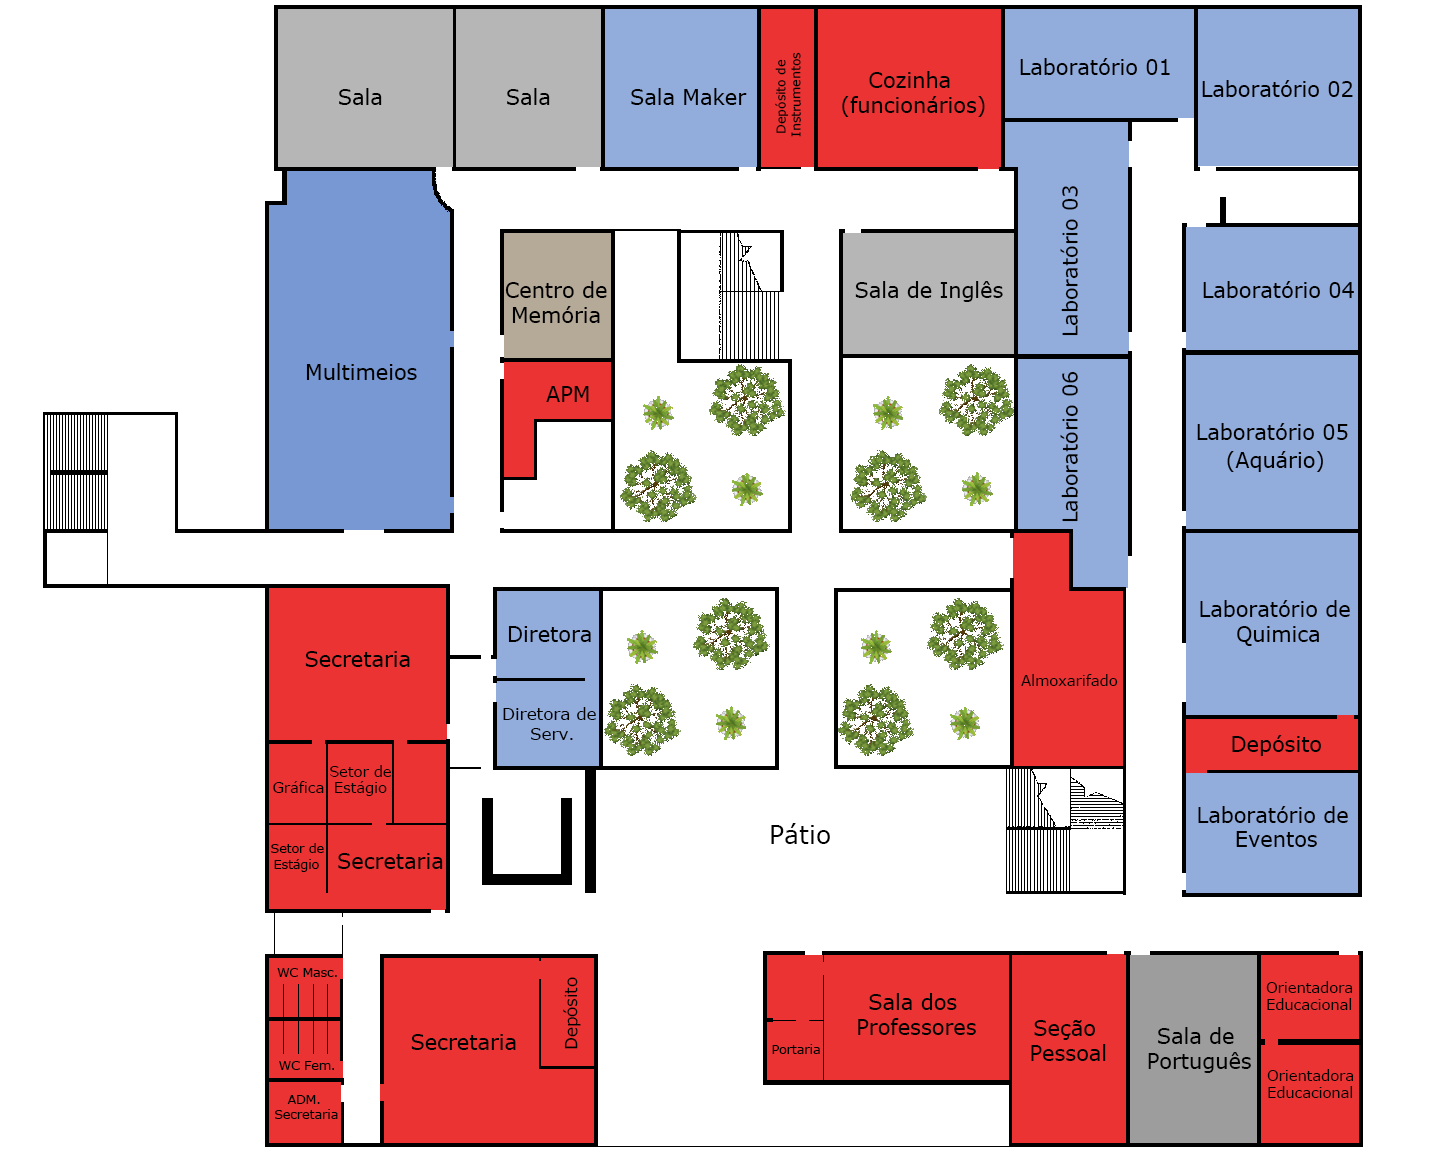 Sala
Sala
Sala Maker
Depósito de
Instrumentos
Cozinha
(funcionários)
Laboratório 01
Laboratório 02
Laboratório 03
Centro de
Memória
Sala de Inglês
Laboratório 04
Multimeios
APM
Laboratório 06
Laboratório 05
(Aquário)
Secretaria
Diretora
Diretora de
Serv.
Almoxarifado
Laboratório de
Quimica
Depósito
Gráfica
Setor de
Estágio
Setor de
Estágio
Secretaria
Pátio
Laboratório de
Eventos
WC Masc.
WC Fem.
ADM.
Secretaria
Secretaria
Depósito
Portaria
Sala dos
Professores
Seção
Pessoal
Sala de
Português
Orientadora
Educacional
Orientadora
Educacional